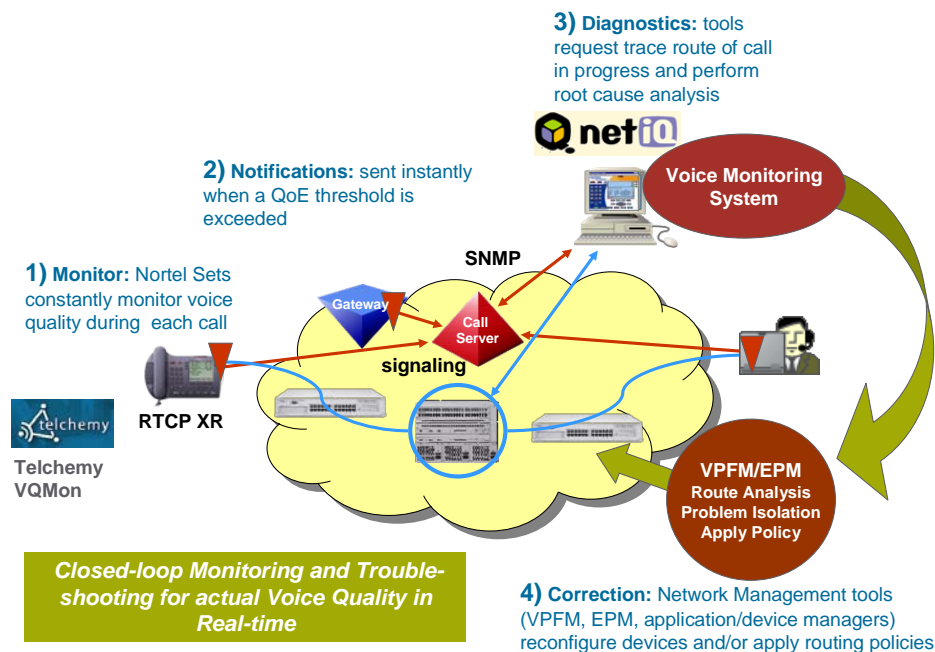 3) Diagnostics: tools
request trace route of call
in progress and perform
root cause analysis
netiQ
Voice Monitoring
System
2) Notifications: sent instantly
when a QoE threshold is
exceeded
SNMP
1) Monitor: Nortel Sets
constantly monitor voice
quality during each call
Gateway
Call
Server
signaling
RTCP XR
telchemy
Telchemy
VQMon
VPFM/EPM
Route Analysis
Problem Isolation
Apply Policy
Closed-loop Monitoring and Trouble-
shooting for actual Voice Quality in
Real-time
4) Correction: Network Management tools
(VPFM, EPM, application/device managers)
reconfigure devices and/or apply routing policies